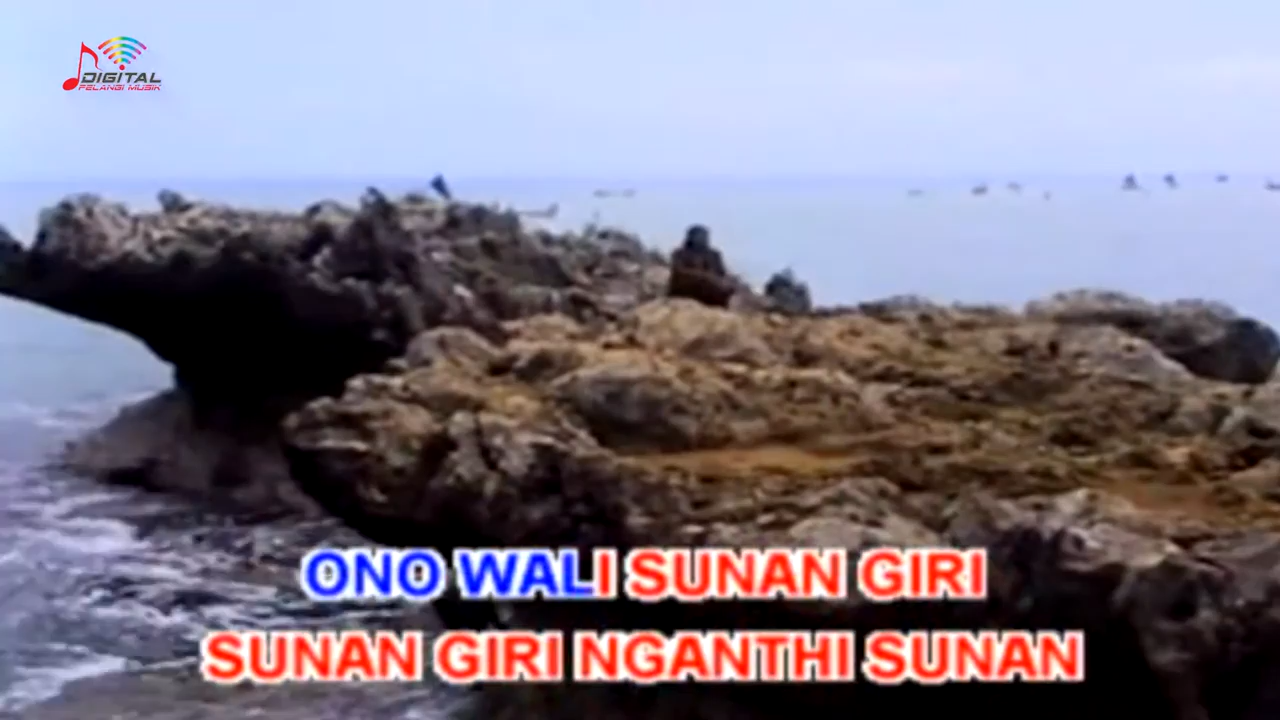 DIGITAL
PELANGI MUSIK
ONO WALI SUNAN GIRI
SUNAN GIRI NGANTHI SUNAN